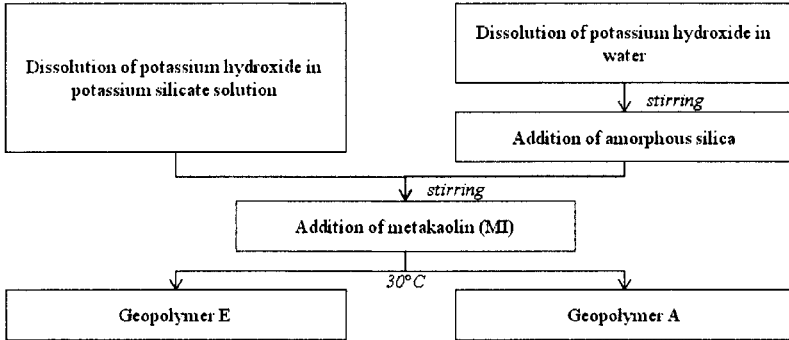 Dissolution of potassium hydroxide in
potassium silicate solution
Dissolution of potassium hydroxide in
water
stirring
Addition of amorphous silica
stirring
Addition of metakaolin (MI)
30°C
Geopolymer E
Geopolymer A